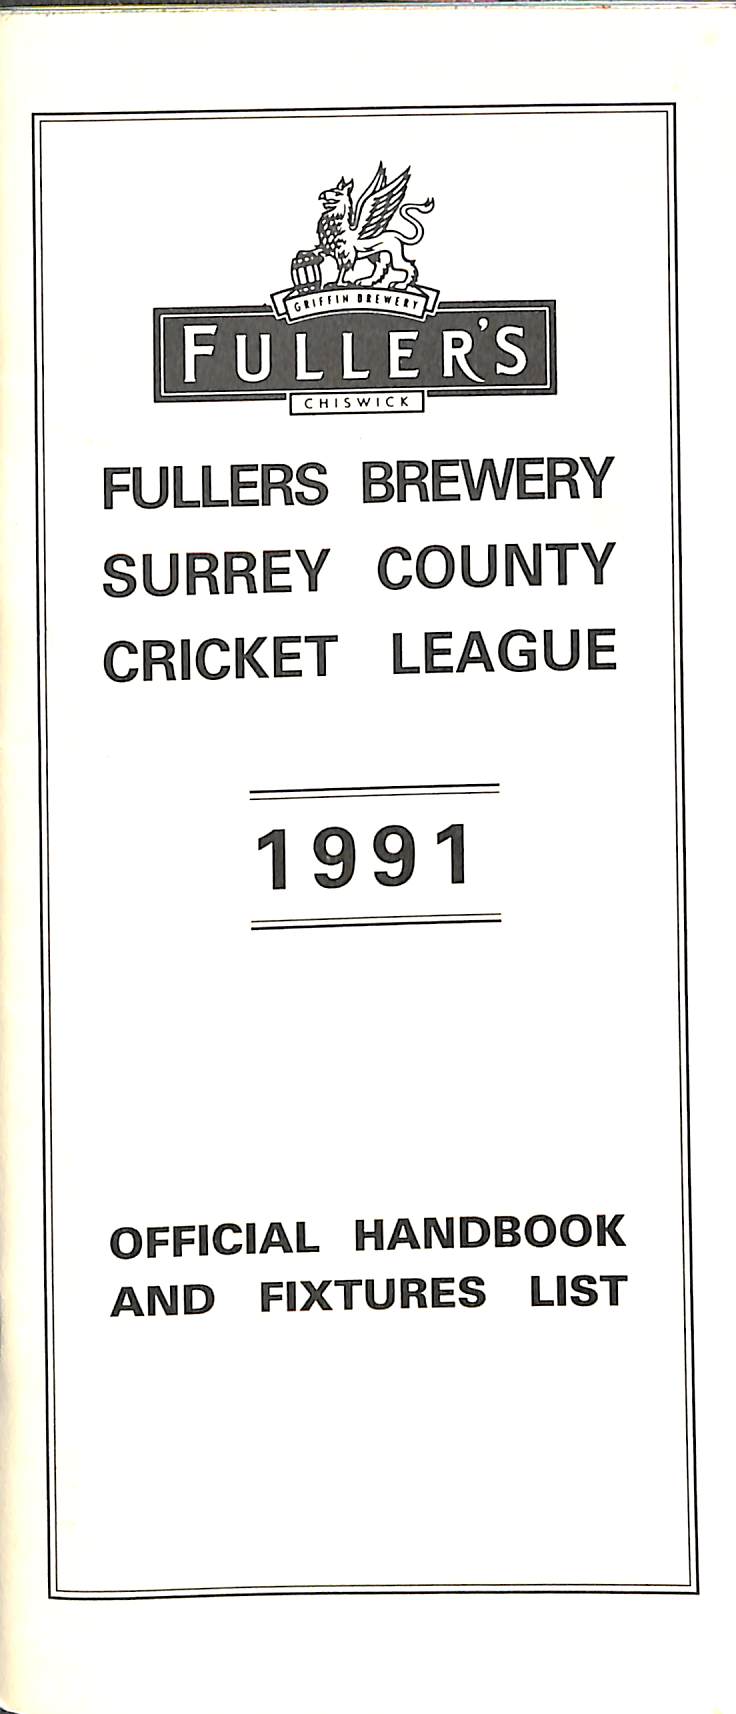 GRIFFIN BREWERY
FULLER'S
CHISWICK
FULLERS BREWERY
SURREY COUNTY
CRICKET LEAGUE
1991
OFFICIAL HANDBOOK
AND FIXTURES LIST